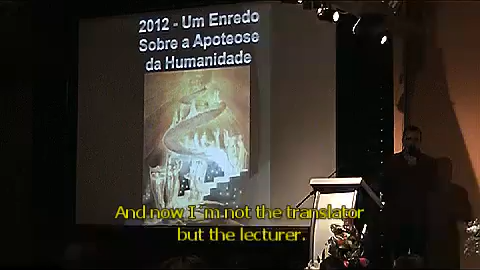 2012 - Um Enredo
Sobre a Apoteose
da Humanidade
And now I´m not the translator
but the lecturer.